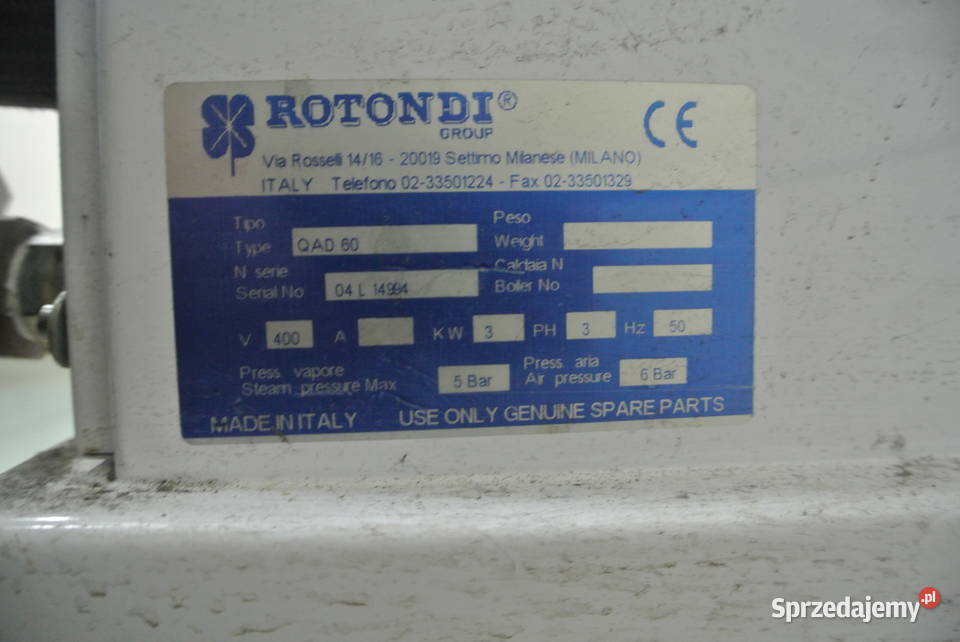 ROTONDI®
GROUP
CE
Via Rosselli 14/16 - 20019 Settimo Milanese (MILANO)
ITALY Telefono 02-33501224 - Fax 02-33501329
Tipo
Type QAD 60
Peso
Weight
N serie
Serial No 04 L 14994
Caldaia N
Boiler No
V 400 A KW 3 PH 3 Hz 50
Press. vapore
Steam pressure Max 5 Bar
Press. aria
Air pressure 6 Bar
MADE IN ITALY USE ONLY GENUINE SPARE PARTS
Sprzedajemy.pl